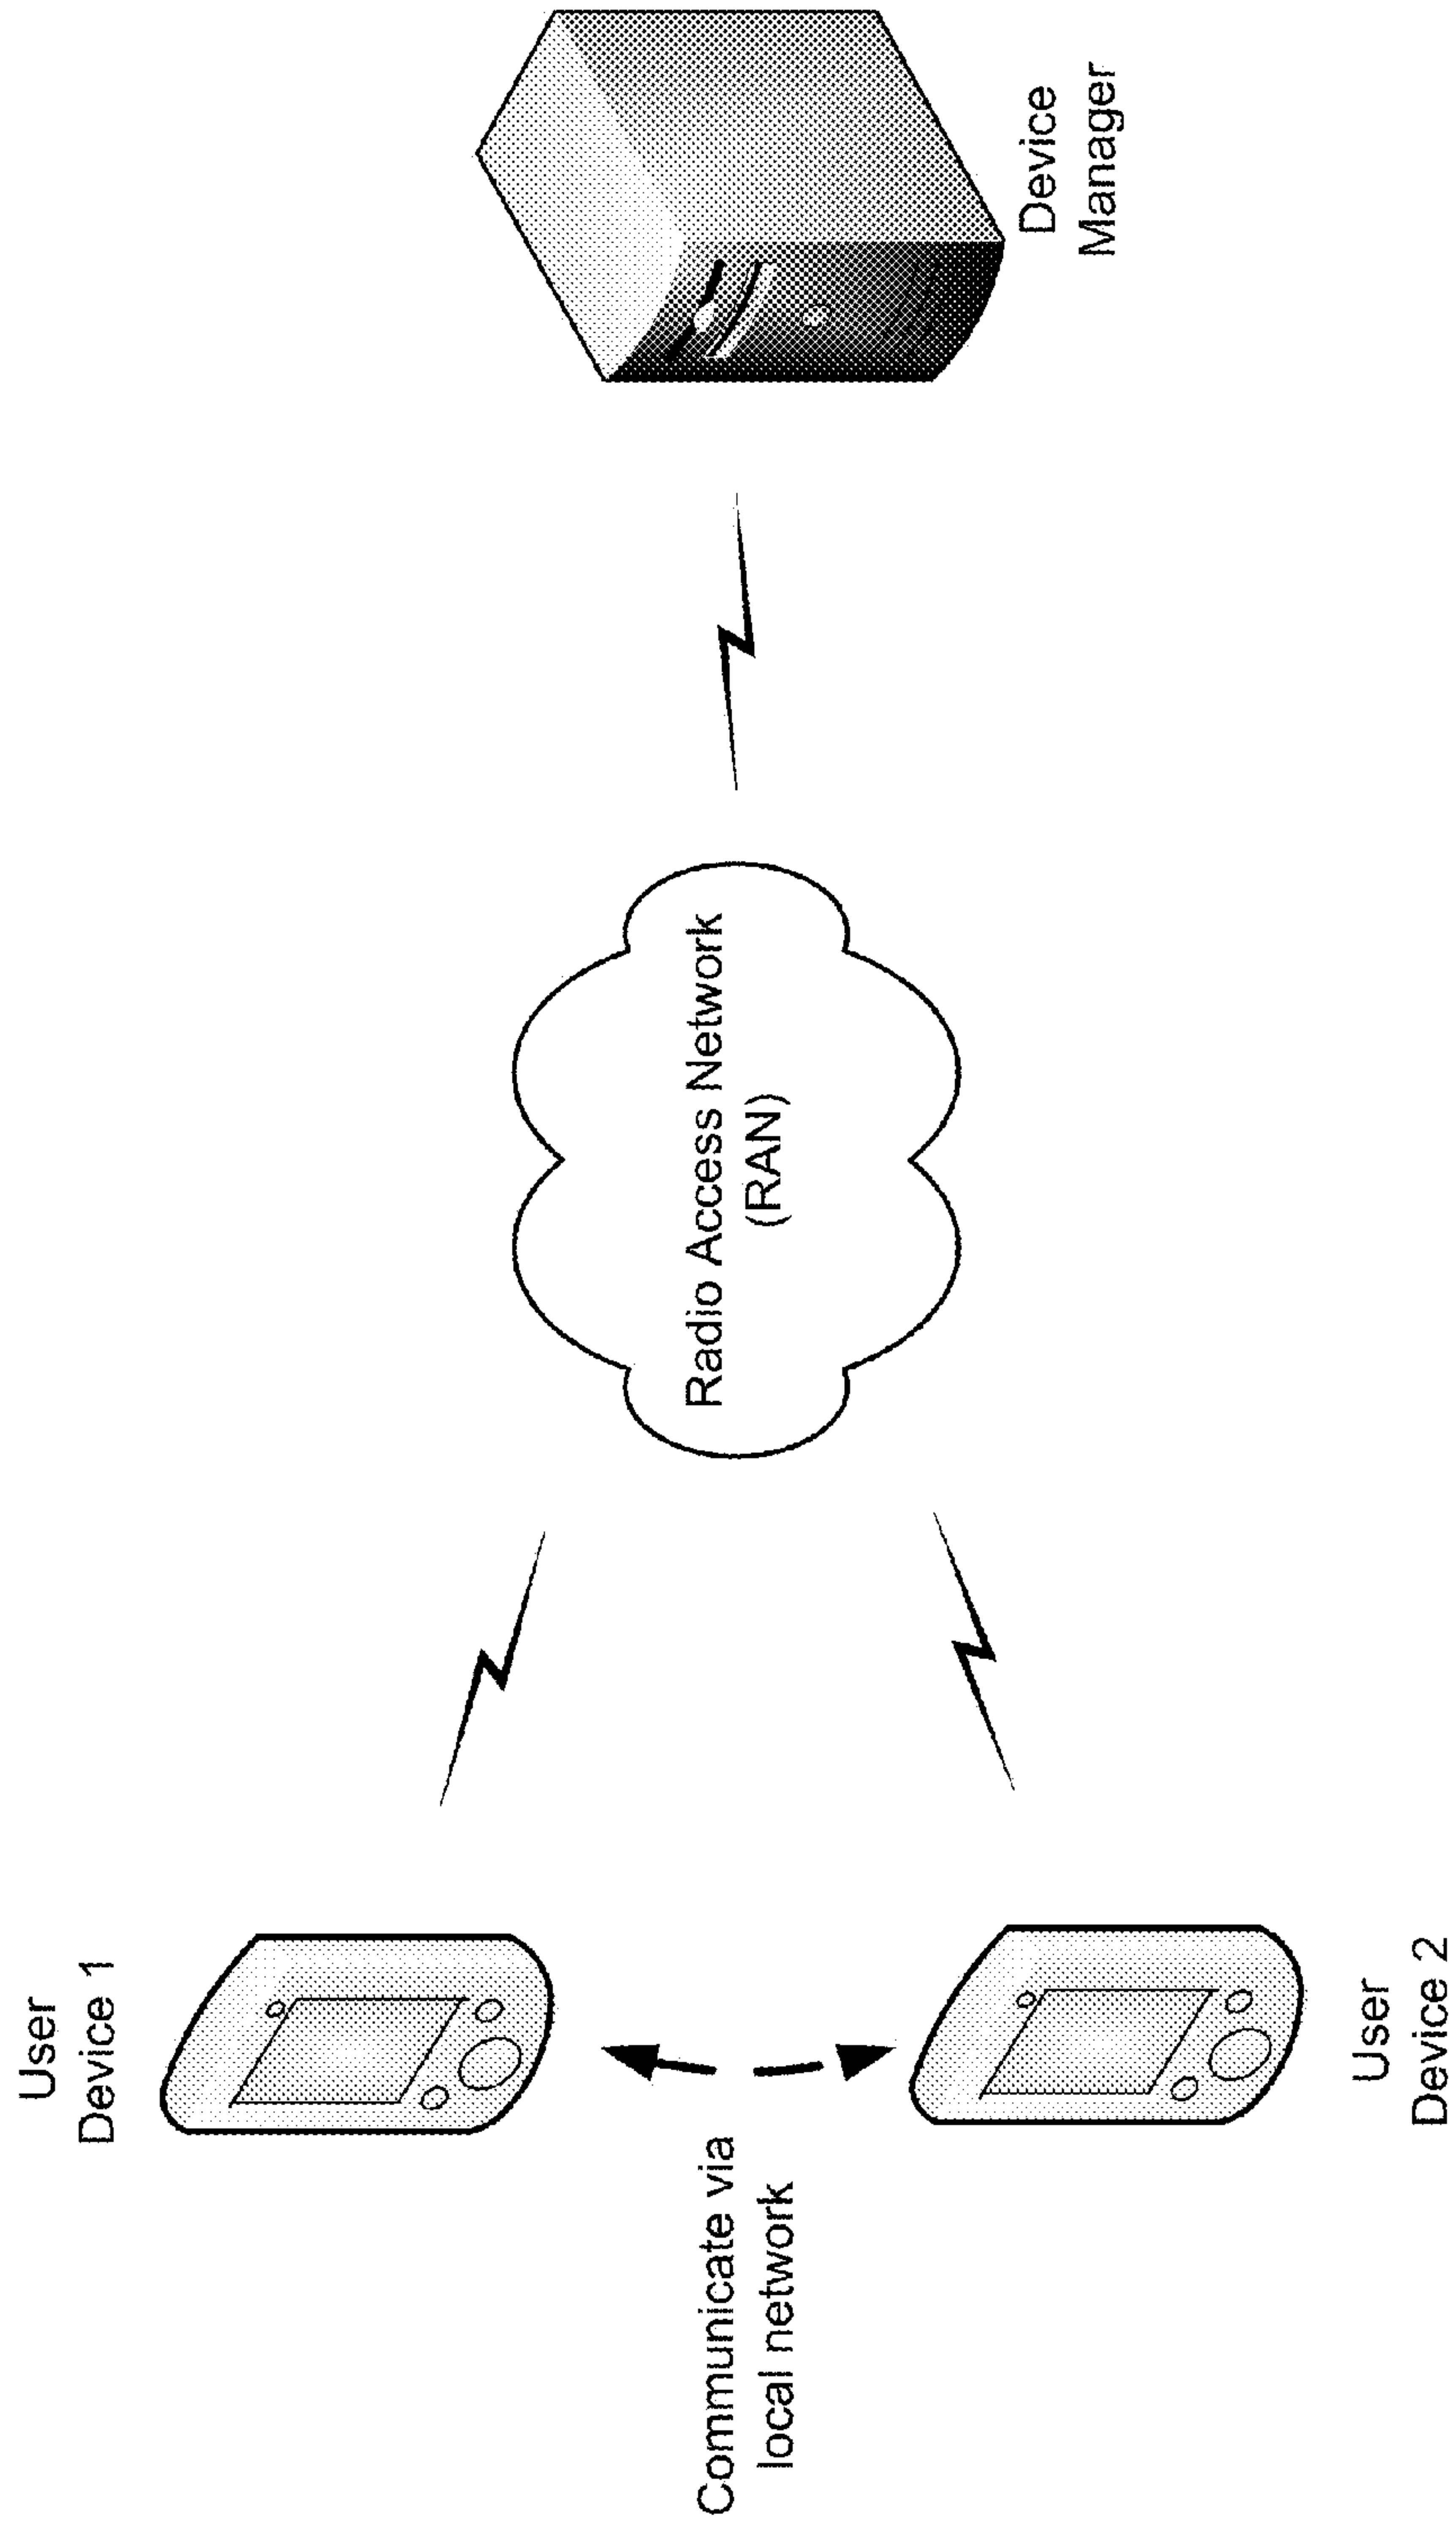 User
Device 1
Communicate via
local network
User
Device 2
Radio Access Network
(RAN)
Device
Manager